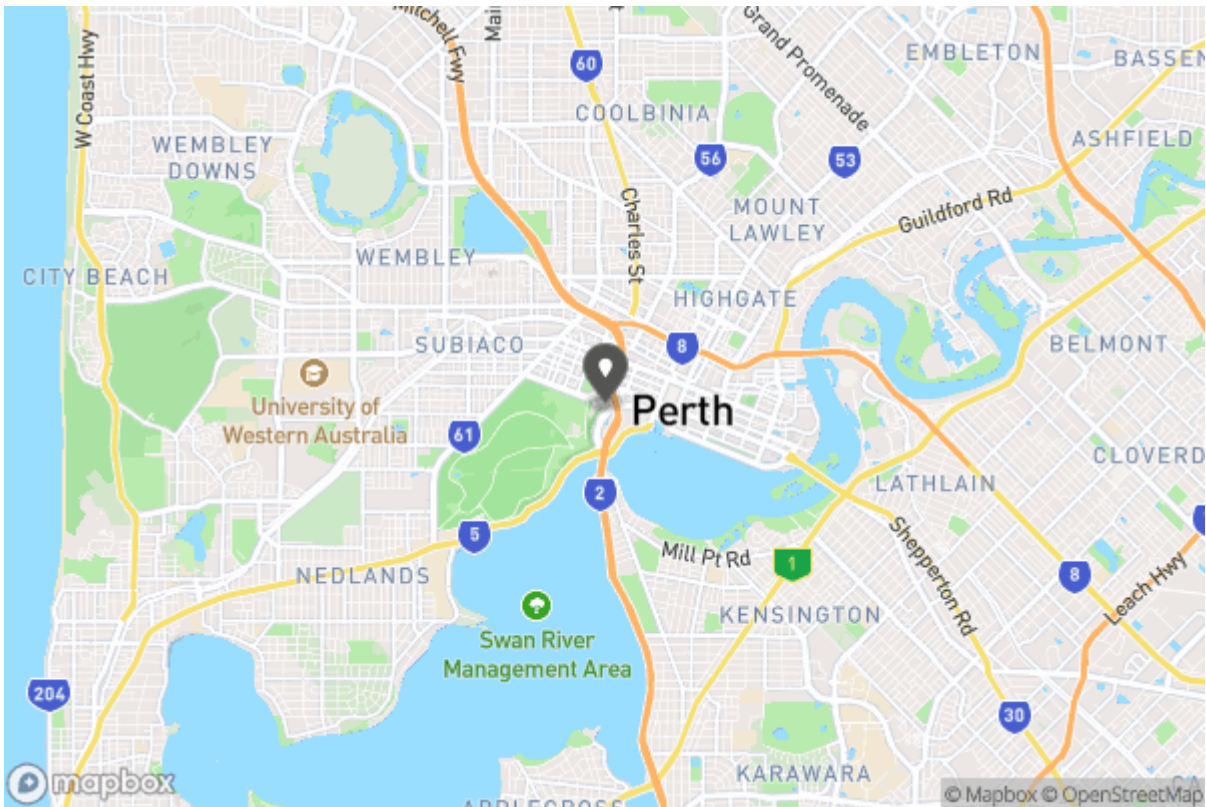 Mitchell Fwy
Grand Promenade
EMBLETON
W Coast Hwy
60
COOLBINIA
ASHFIELD
WEMBLEY
DOWNS
56
53
Charles St
MOUNT
LAWLEY
Guildford Rd
WEMBLEY
CITY BEACH
HIGHGATE
SUBIACO
8
BELMONT
University of
Western Australia
Perth
61
CLOVERD
LATHLAIN
2
5
Mill Pt Rd
1
Shepperton Rd
NEDLANDS
8
Leach Hwy
KENSINGTON
Swan River
Management Area
204
30
KARAWARA
mapbox
© Mapbox © OpenStreetMap